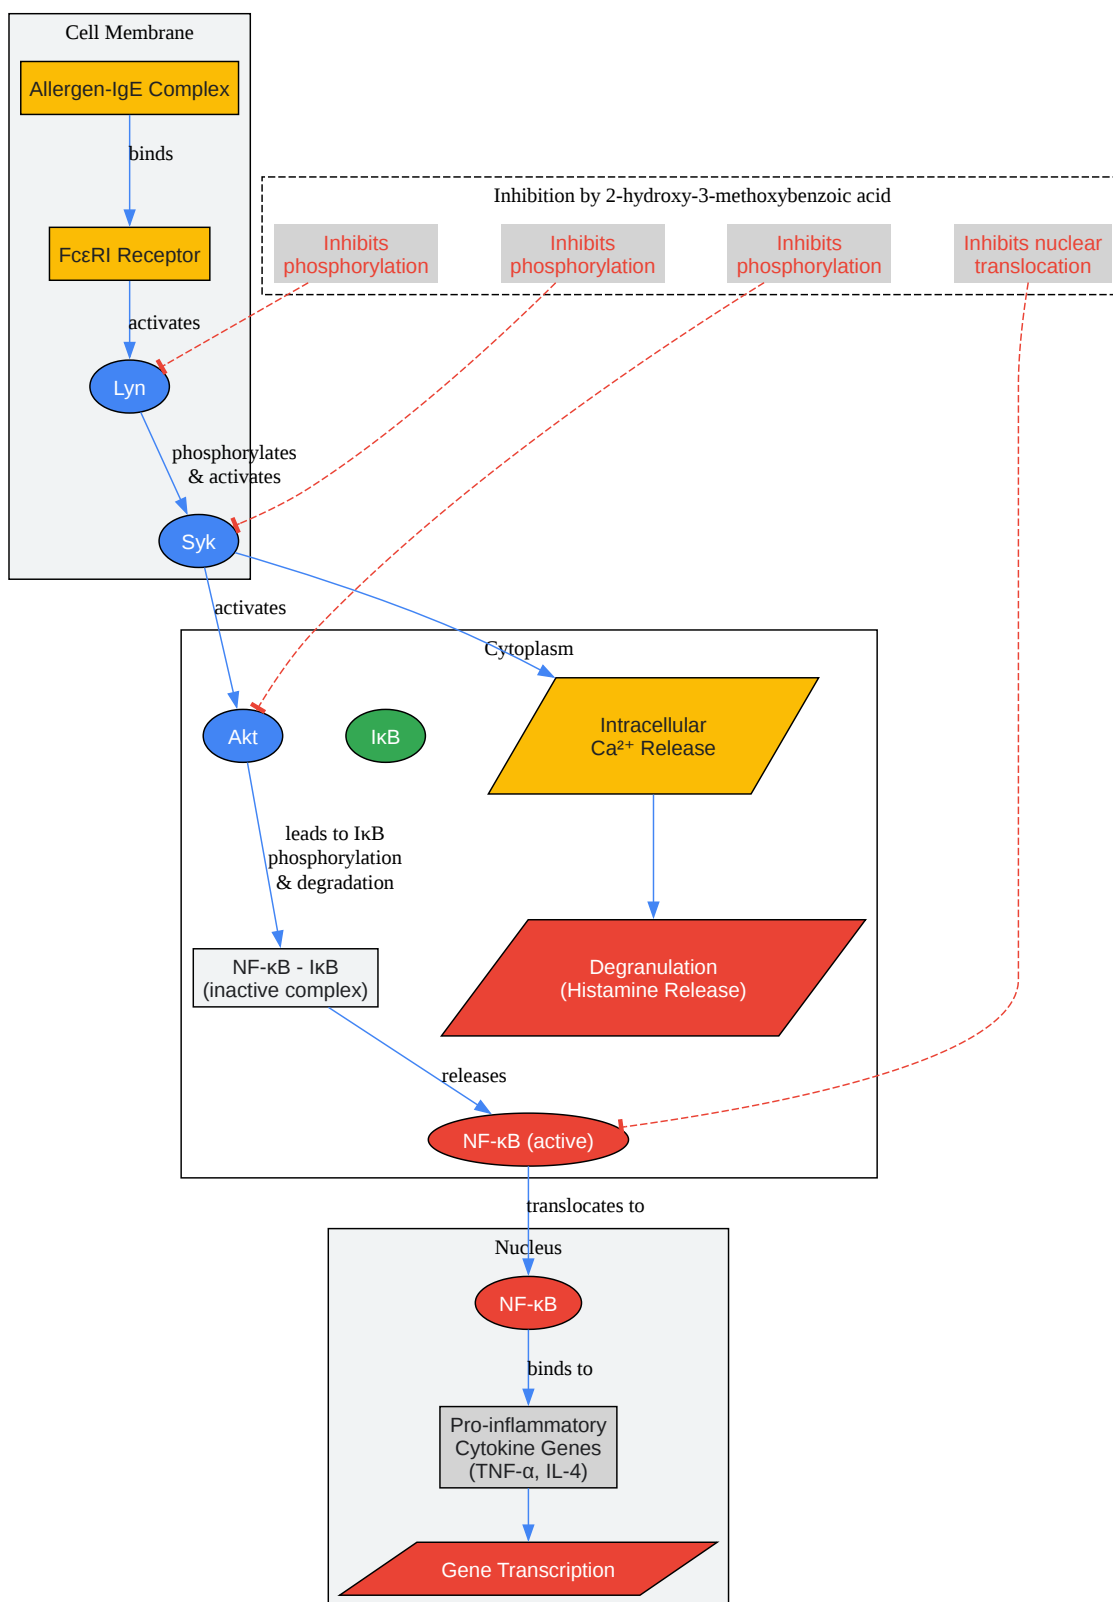 Cell Membrane
Allergen-IgE Complex
binds
FcεRI Receptor
activates
Lyn
phosphorylates
& activates
Syk
Inhibition by 2-hydroxy-3-methoxybenzoic acid
Inhibits
phosphorylation
Inhibits
phosphorylation
Inhibits
phosphorylation
Inhibits nuclear
translocation
activates
Cytoplasm
Akt
IκB
Intracellular
Ca²⁺ Release
leads to IκB
phosphorylation
& degradation
NF-κB - IκB
(inactive complex)
Degranulation
(Histamine Release)
releases
NF-κB (active)
translocates to
Nucleus
NF-κB
binds to
Pro-inflammatory
Cytokine Genes
(TNF-α, IL-4)
Gene Transcription